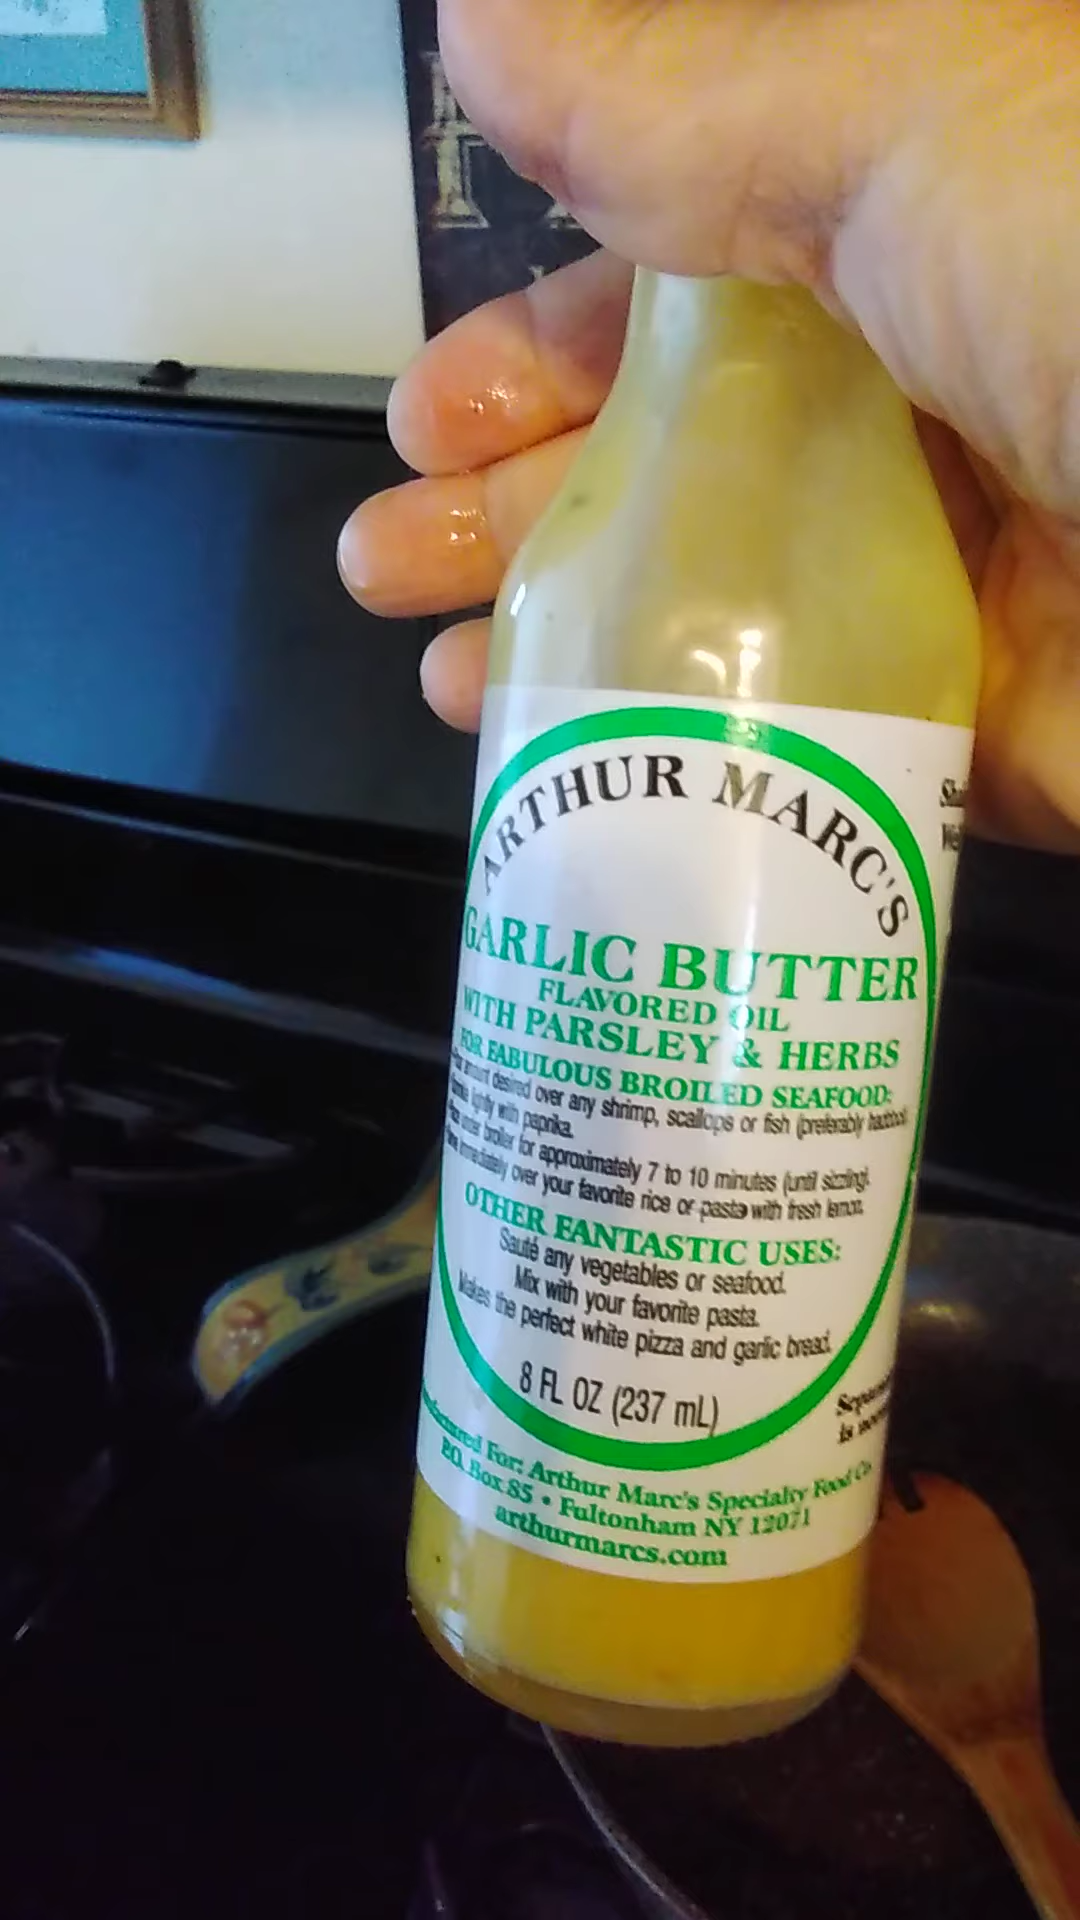 ARTHUR MARC'S
GARLIC BUTTER
FLAVORED OIL
WITH PARSLEY & HERBS
FOR FABULOUS BROILED SEAFOOD:
amount desired over any shrimp, scallops or fish (preferably haddock)
lightly with paprika.
under broiler for approximately 7 to 10 minutes (until sizzling).
immediately over your favorite rice or pasta with fresh lemon.
OTHER FANTASTIC USES:
Sauté any vegetables or seafood.
Mix with your favorite pasta.
Makes the perfect white pizza and garlic bread.
8 FL OZ (237 mL)
For: Arthur Marc's Specialty Food Co.
P.O. Box 85 • Fultonham NY 12071
arthurmarcs.com
is